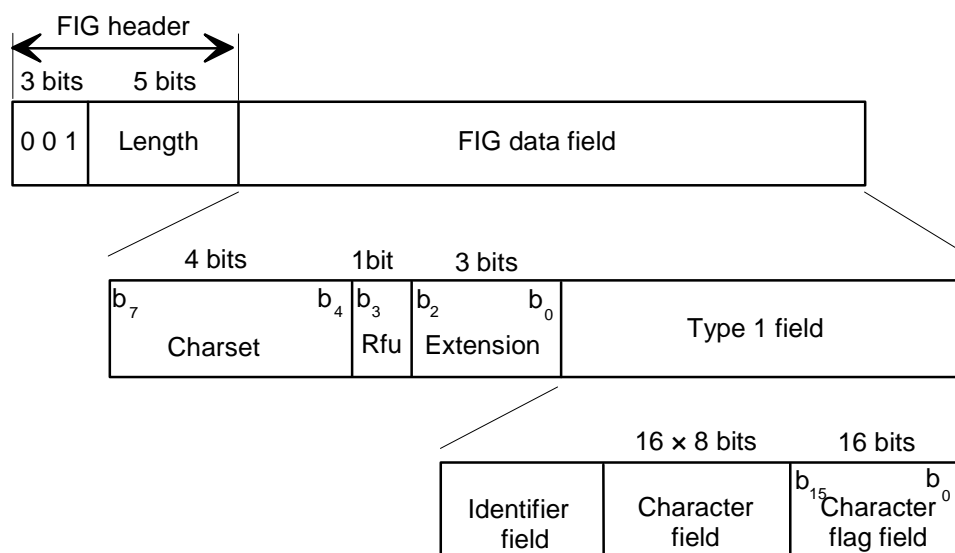 FIG header
3 bits 5 bits
0 0 1 Length FIG data field
4 bits 1bit 3 bits
b7 b4 b3 b2 b0
Charset Rfu Extension Type 1 field
16 × 8 bits 16 bits
b15 b0
Identifier Character Character
field field flag field